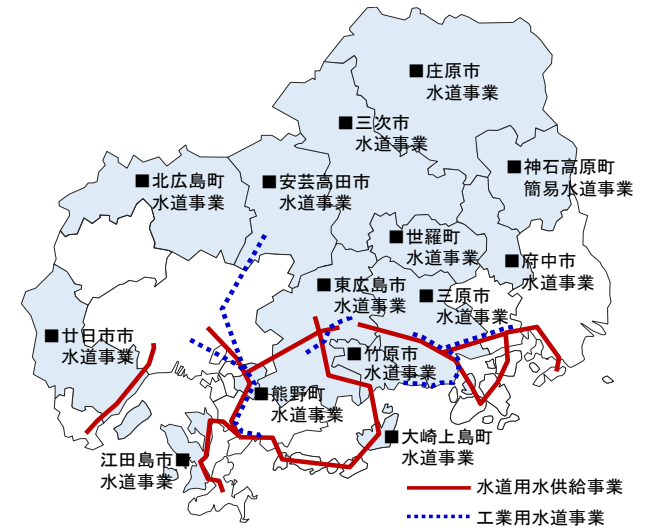 ■庄原市
水道事業
■三次市
水道事業
■神石高原町
簡易水道事業
■北広島町
水道事業
■安芸高田市
水道事業
■世羅町
水道事業
■府中市
水道事業
■東広島市
水道事業
■三原市
水道事業
■廿日市市
水道事業
■竹原市
水道事業
■熊野町
水道事業
■大崎上島町
水道事業
江田島市■
水道事業
水道用水供給事業
工業用水道事業